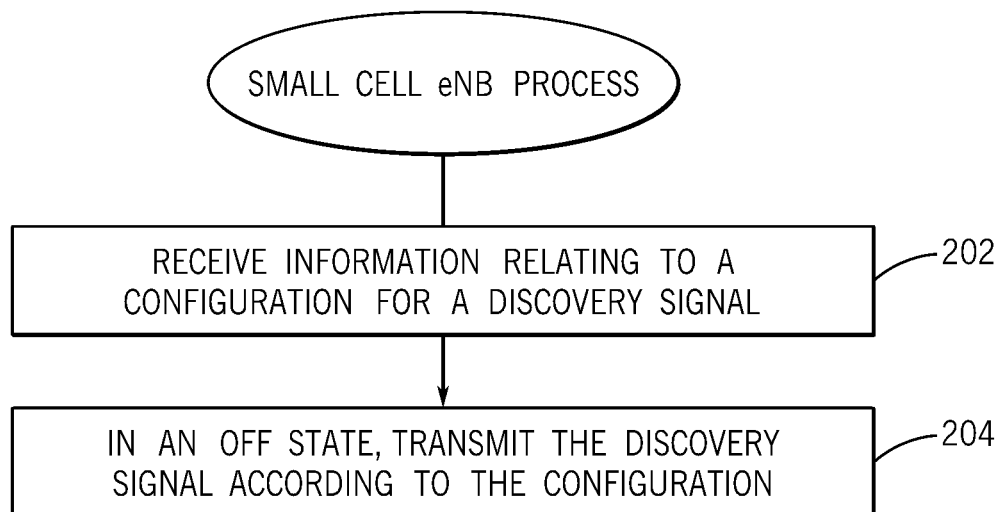 SMALL CELL eNB PROCESS
RECEIVE INFORMATION RELATING TO A
CONFIGURATION FOR A DISCOVERY SIGNAL
202
IN AN OFF STATE, TRANSMIT THE DISCOVERY
SIGNAL ACCORDING TO THE CONFIGURATION
204